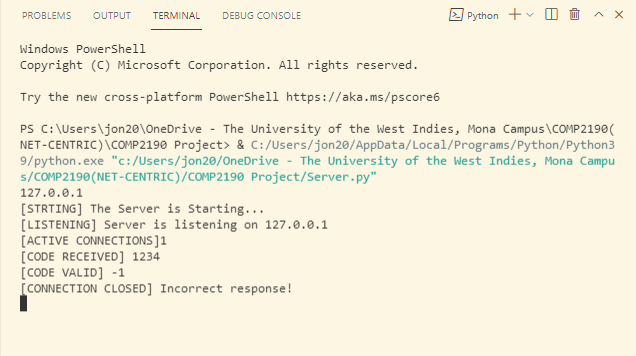 PROBLEMS OUTPUT TERMINAL DEBUG CONSOLE Python
Windows PowerShell
Copyright (C) Microsoft Corporation. All rights reserved.
Try the new cross-platform PowerShell https://aka.ms/pscore6
PS C:\Users\jon20\OneDrive - The University of the West Indies, Mona Campus\COMP2190(
NET-CENTRIC)\COMP2190 Project> & C:/Users/jon20/AppData/Local/Programs/Python/Python3
9/python.exe "c:/Users/jon20/OneDrive - The University of the West Indies, Mona Campu
s/COMP2190(NET-CENTRIC)/COMP2190 Project/Server.py"
127.0.0.1
[STRTING] The Server is Starting...
[LISTENING] Server is listening on 127.0.0.1
[ACTIVE CONNECTIONS]1
[CODE RECEIVED] 1234
[CODE VALID] -1
[CONNECTION CLOSED] Incorrect response!